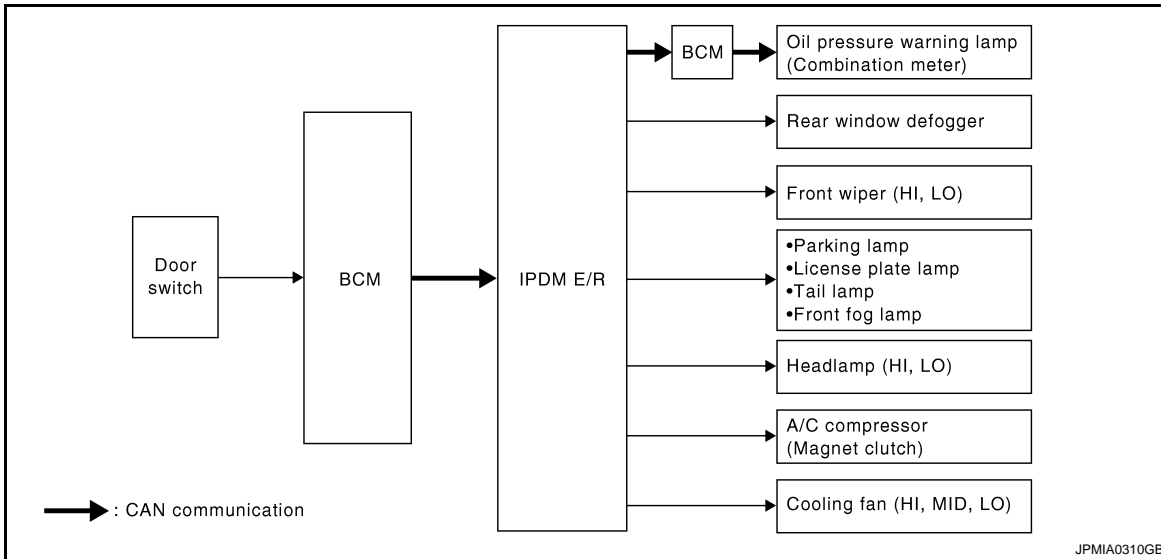 Door
switch
BCM
IPDM E/R
BCM
Oil pressure warning lamp
(Combination meter)
Rear window defogger
Front wiper (HI, LO)
•Parking lamp
•License plate lamp
•Tail lamp
•Front fog lamp
Headlamp (HI, LO)
A/C compressor
(Magnet clutch)
Cooling fan (HI, MID, LO)
: CAN communication
JPMIA0310GB